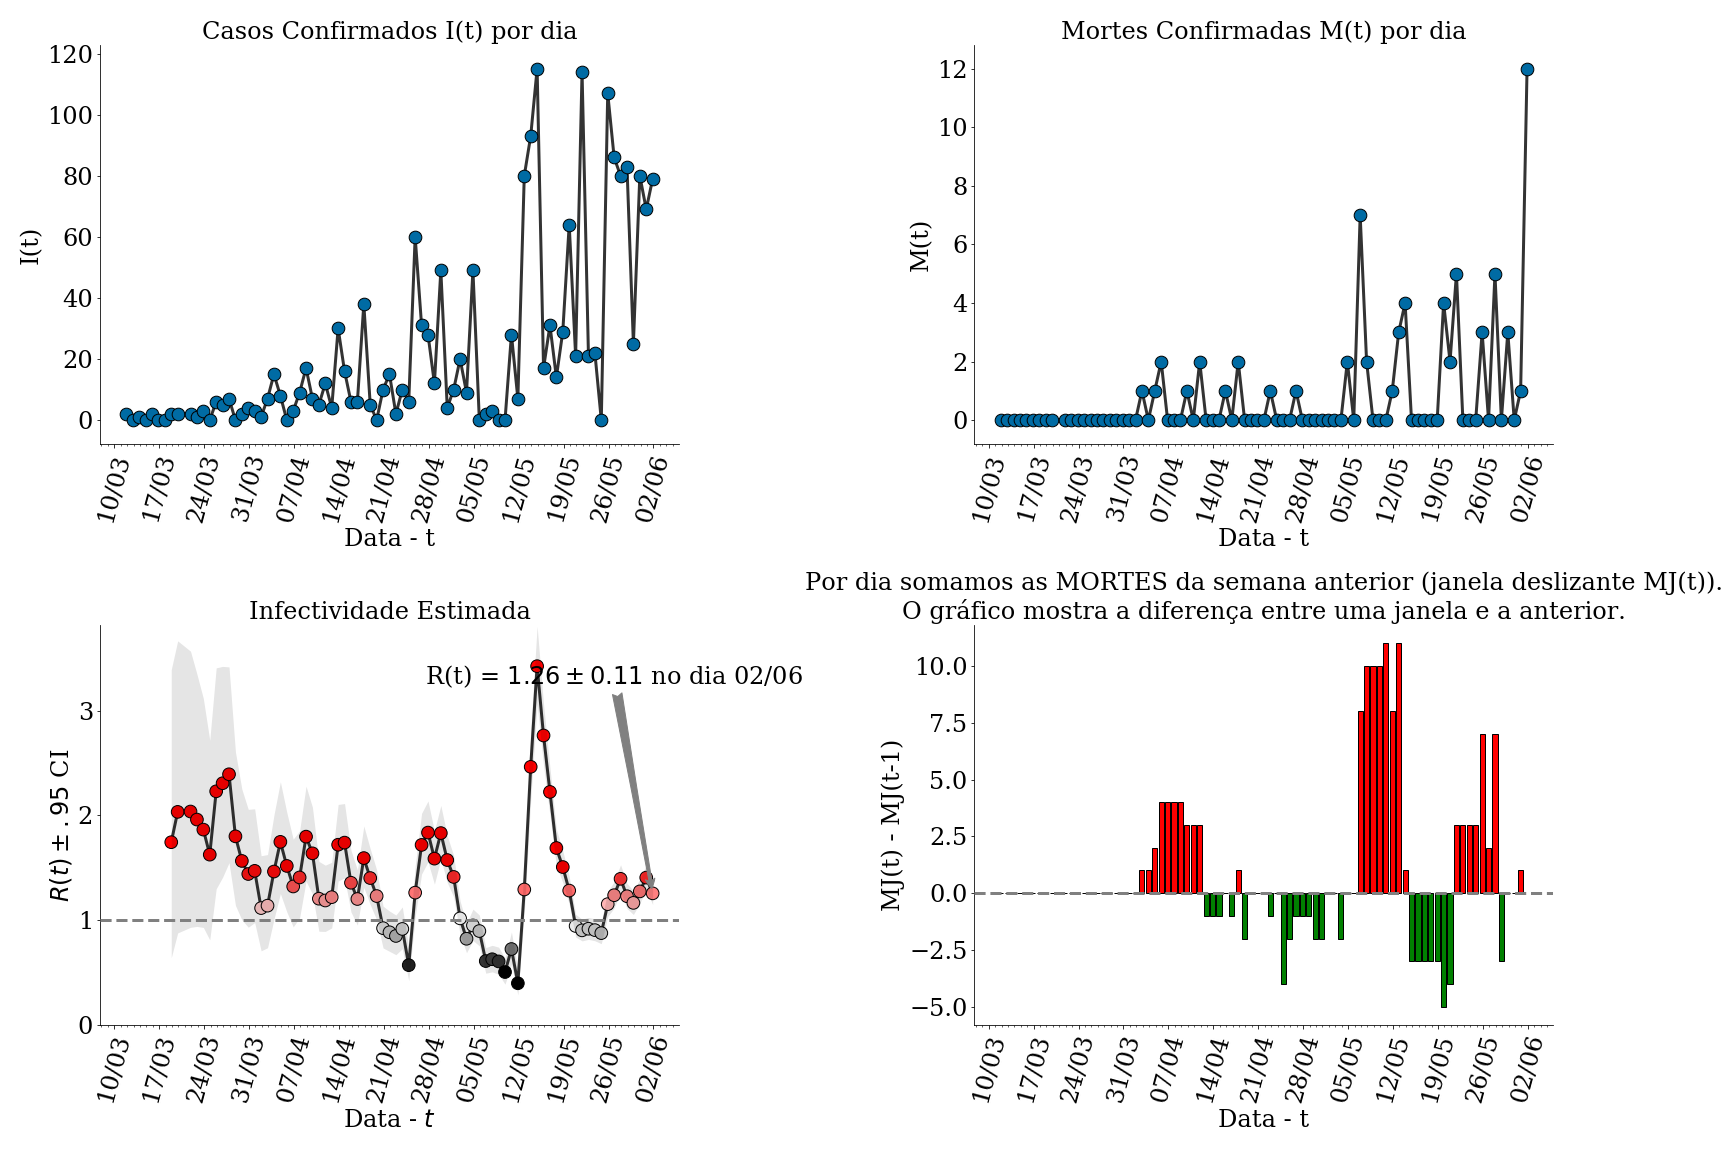 Casos Confirmados I(t) por dia
120
100
80
60
40
20
0
I(t)
10/03 17/03 24/03 31/03 07/04 14/04 21/04 28/04 05/05 12/05 19/05 26/05 02/06
Data - t
Mortes Confirmadas M(t) por dia
12
10
8
6
4
2
0
M(t)
10/03 17/03 24/03 31/03 07/04 14/04 21/04 28/04 05/05 12/05 19/05 26/05 02/06
Data - t
Infectividade Estimada
R(t) = 1.26 ± 0.11 no dia 02/06
3
2
1
0
R(t) ± .95 CI
10/03 17/03 24/03 31/03 07/04 14/04 21/04 28/04 05/05 12/05 19/05 26/05 02/06
Data - t
Por dia somamos as MORTES da semana anterior (janela deslizante MJ(t)).
O gráfico mostra a diferença entre uma janela e a anterior.
10.0
7.5
5.0
2.5
0.0
−2.5
−5.0
MJ(t) - MJ(t-1)
10/03 17/03 24/03 31/03 07/04 14/04 21/04 28/04 05/05 12/05 19/05 26/05 02/06
Data - t